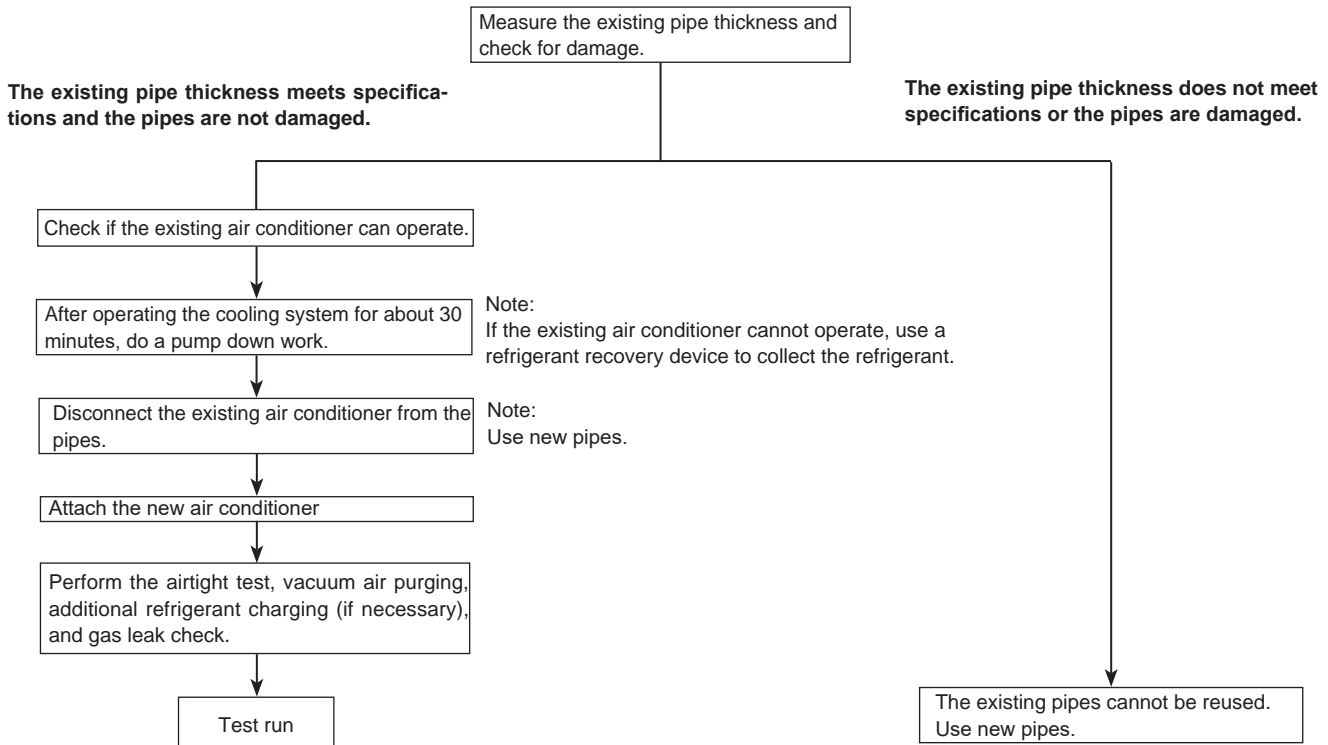 Measure the existing pipe thickness and
check for damage.
The existing pipe thickness meets specifica-
tions and the pipes are not damaged.
The existing pipe thickness does not meet
specifications or the pipes are damaged.
Check if the existing air conditioner can operate.
After operating the cooling system for about 30
minutes, do a pump down work.
Note:
If the existing air conditioner cannot operate, use a
refrigerant recovery device to collect the refrigerant.
Disconnect the existing air conditioner from the
pipes.
Note:
Use new pipes.
Attach the new air conditioner
Perform the airtight test, vacuum air purging,
additional refrigerant charging (if necessary),
and gas leak check.
Test run
The existing pipes cannot be reused.
Use new pipes.